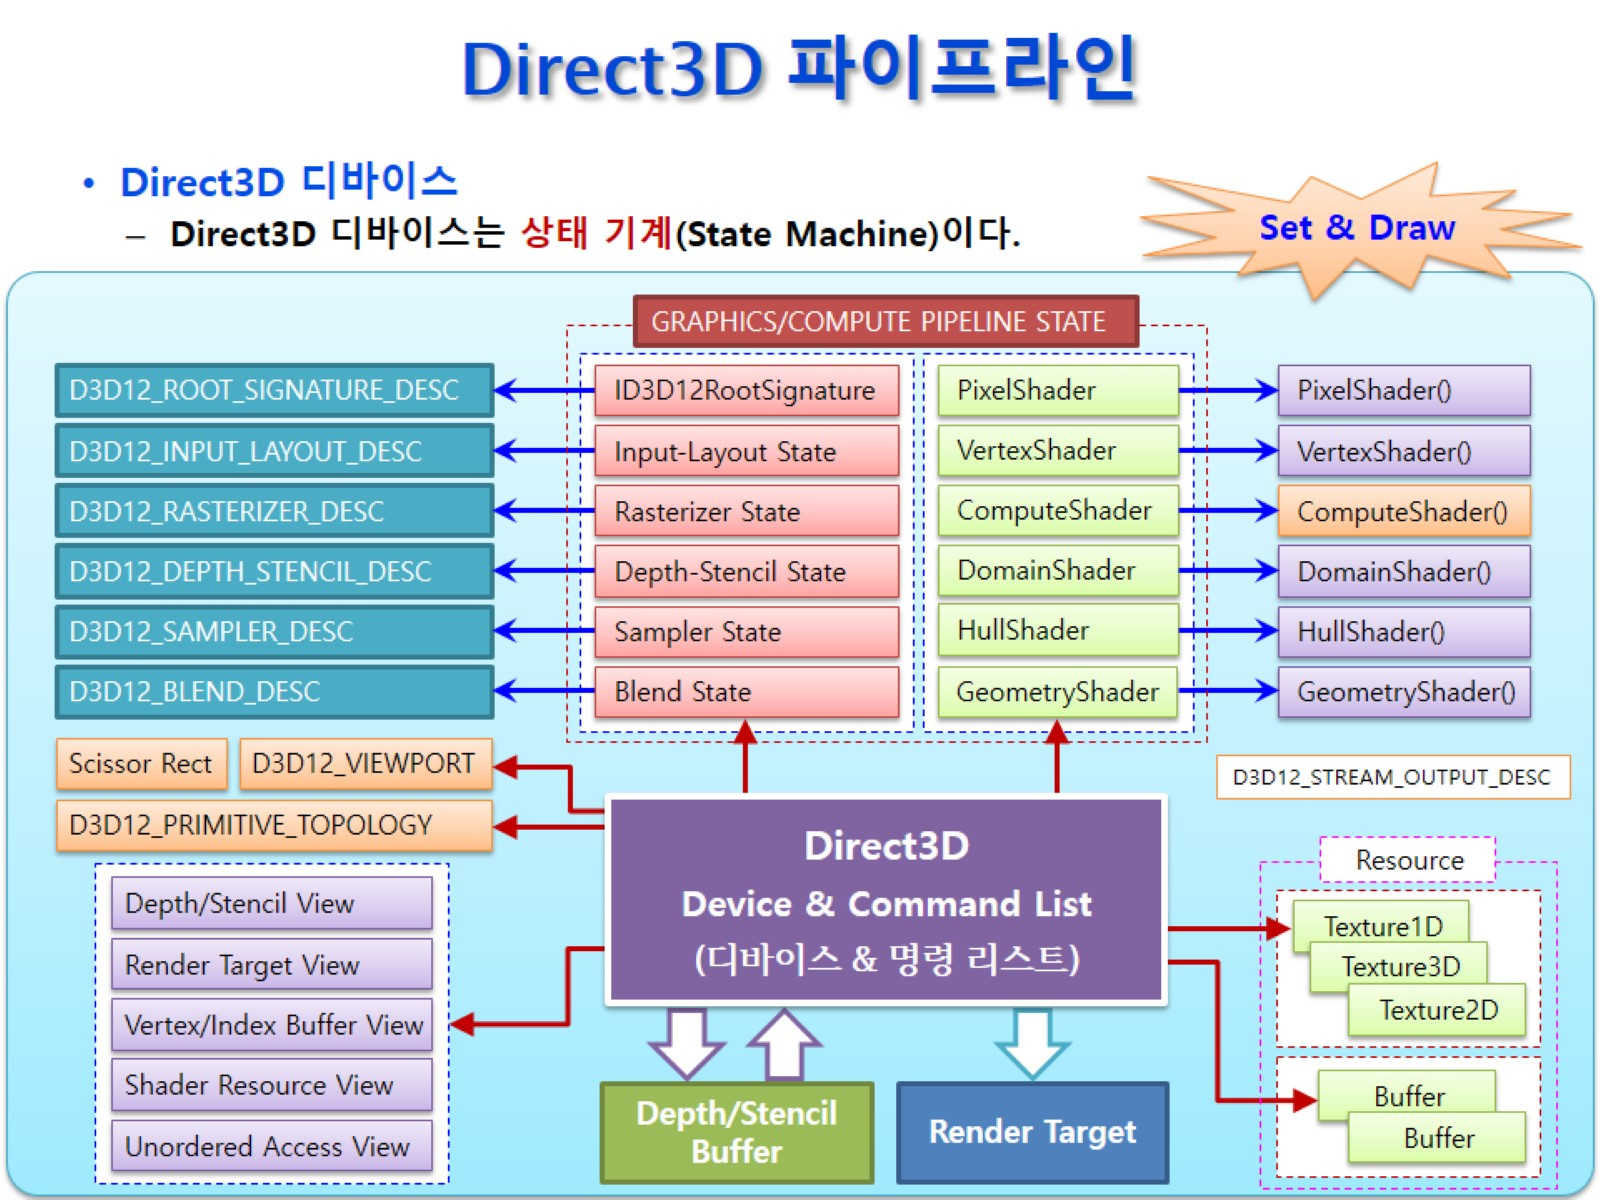 Direct3D 파이프라인
• Direct3D 디바이스
– Direct3D 디바이스는 상태 기계(State Machine)이다.
Set & Draw
GRAPHICS/COMPUTE PIPELINE STATE
D3D12_ROOT_SIGNATURE_DESC
ID3D12RootSignature
PixelShader
PixelShader()
D3D12_INPUT_LAYOUT_DESC
Input-Layout State
VertexShader
VertexShader()
D3D12_RASTERIZER_DESC
Rasterizer State
ComputeShader
ComputeShader()
D3D12_DEPTH_STENCIL_DESC
Depth-Stencil State
DomainShader
DomainShader()
D3D12_SAMPLER_DESC
Sampler State
HullShader
HullShader()
D3D12_BLEND_DESC
Blend State
GeometryShader
GeometryShader()
Scissor Rect
D3D12_VIEWPORT
D3D12_STREAM_OUTPUT_DESC
D3D12_PRIMITIVE_TOPOLOGY
Direct3D
Device & Command List
(디바이스 & 명령 리스트)
Depth/Stencil View
Render Target View
Vertex/Index Buffer View
Shader Resource View
Unordered Access View
Resource
Texture1D
Texture3D
Texture2D
Buffer
Buffer
Depth/Stencil
Buffer
Render Target